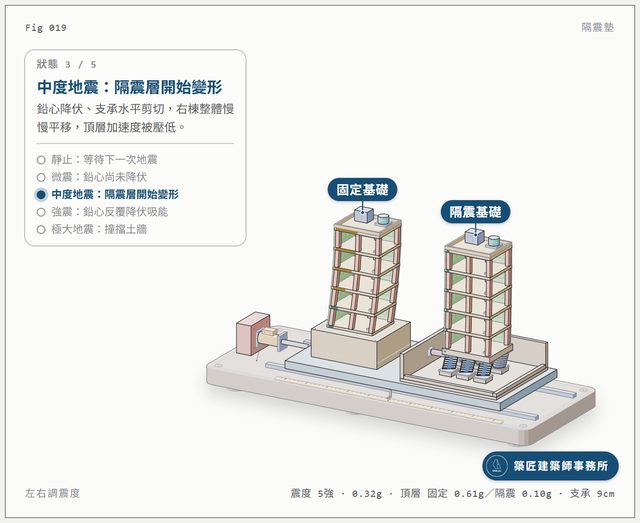 Fig 019
隔震墊
狀態 3 / 5
中度地震：隔震層開始變形
鉛心降伏、支承水平剪切，右棟整體慢
慢平移，頂層加速度被壓低。
靜止：等待下一次地震
微震：鉛心尚未降伏
中度地震：隔震層開始變形
強震：鉛心反覆降伏吸能
極大地震：撞擋土牆
固定基礎
隔震基礎
築匠建築師事務所
左右調震度
震度 5強 · 0.32g · 頂層 固定 0.61g／隔震 0.10g · 支承 9cm